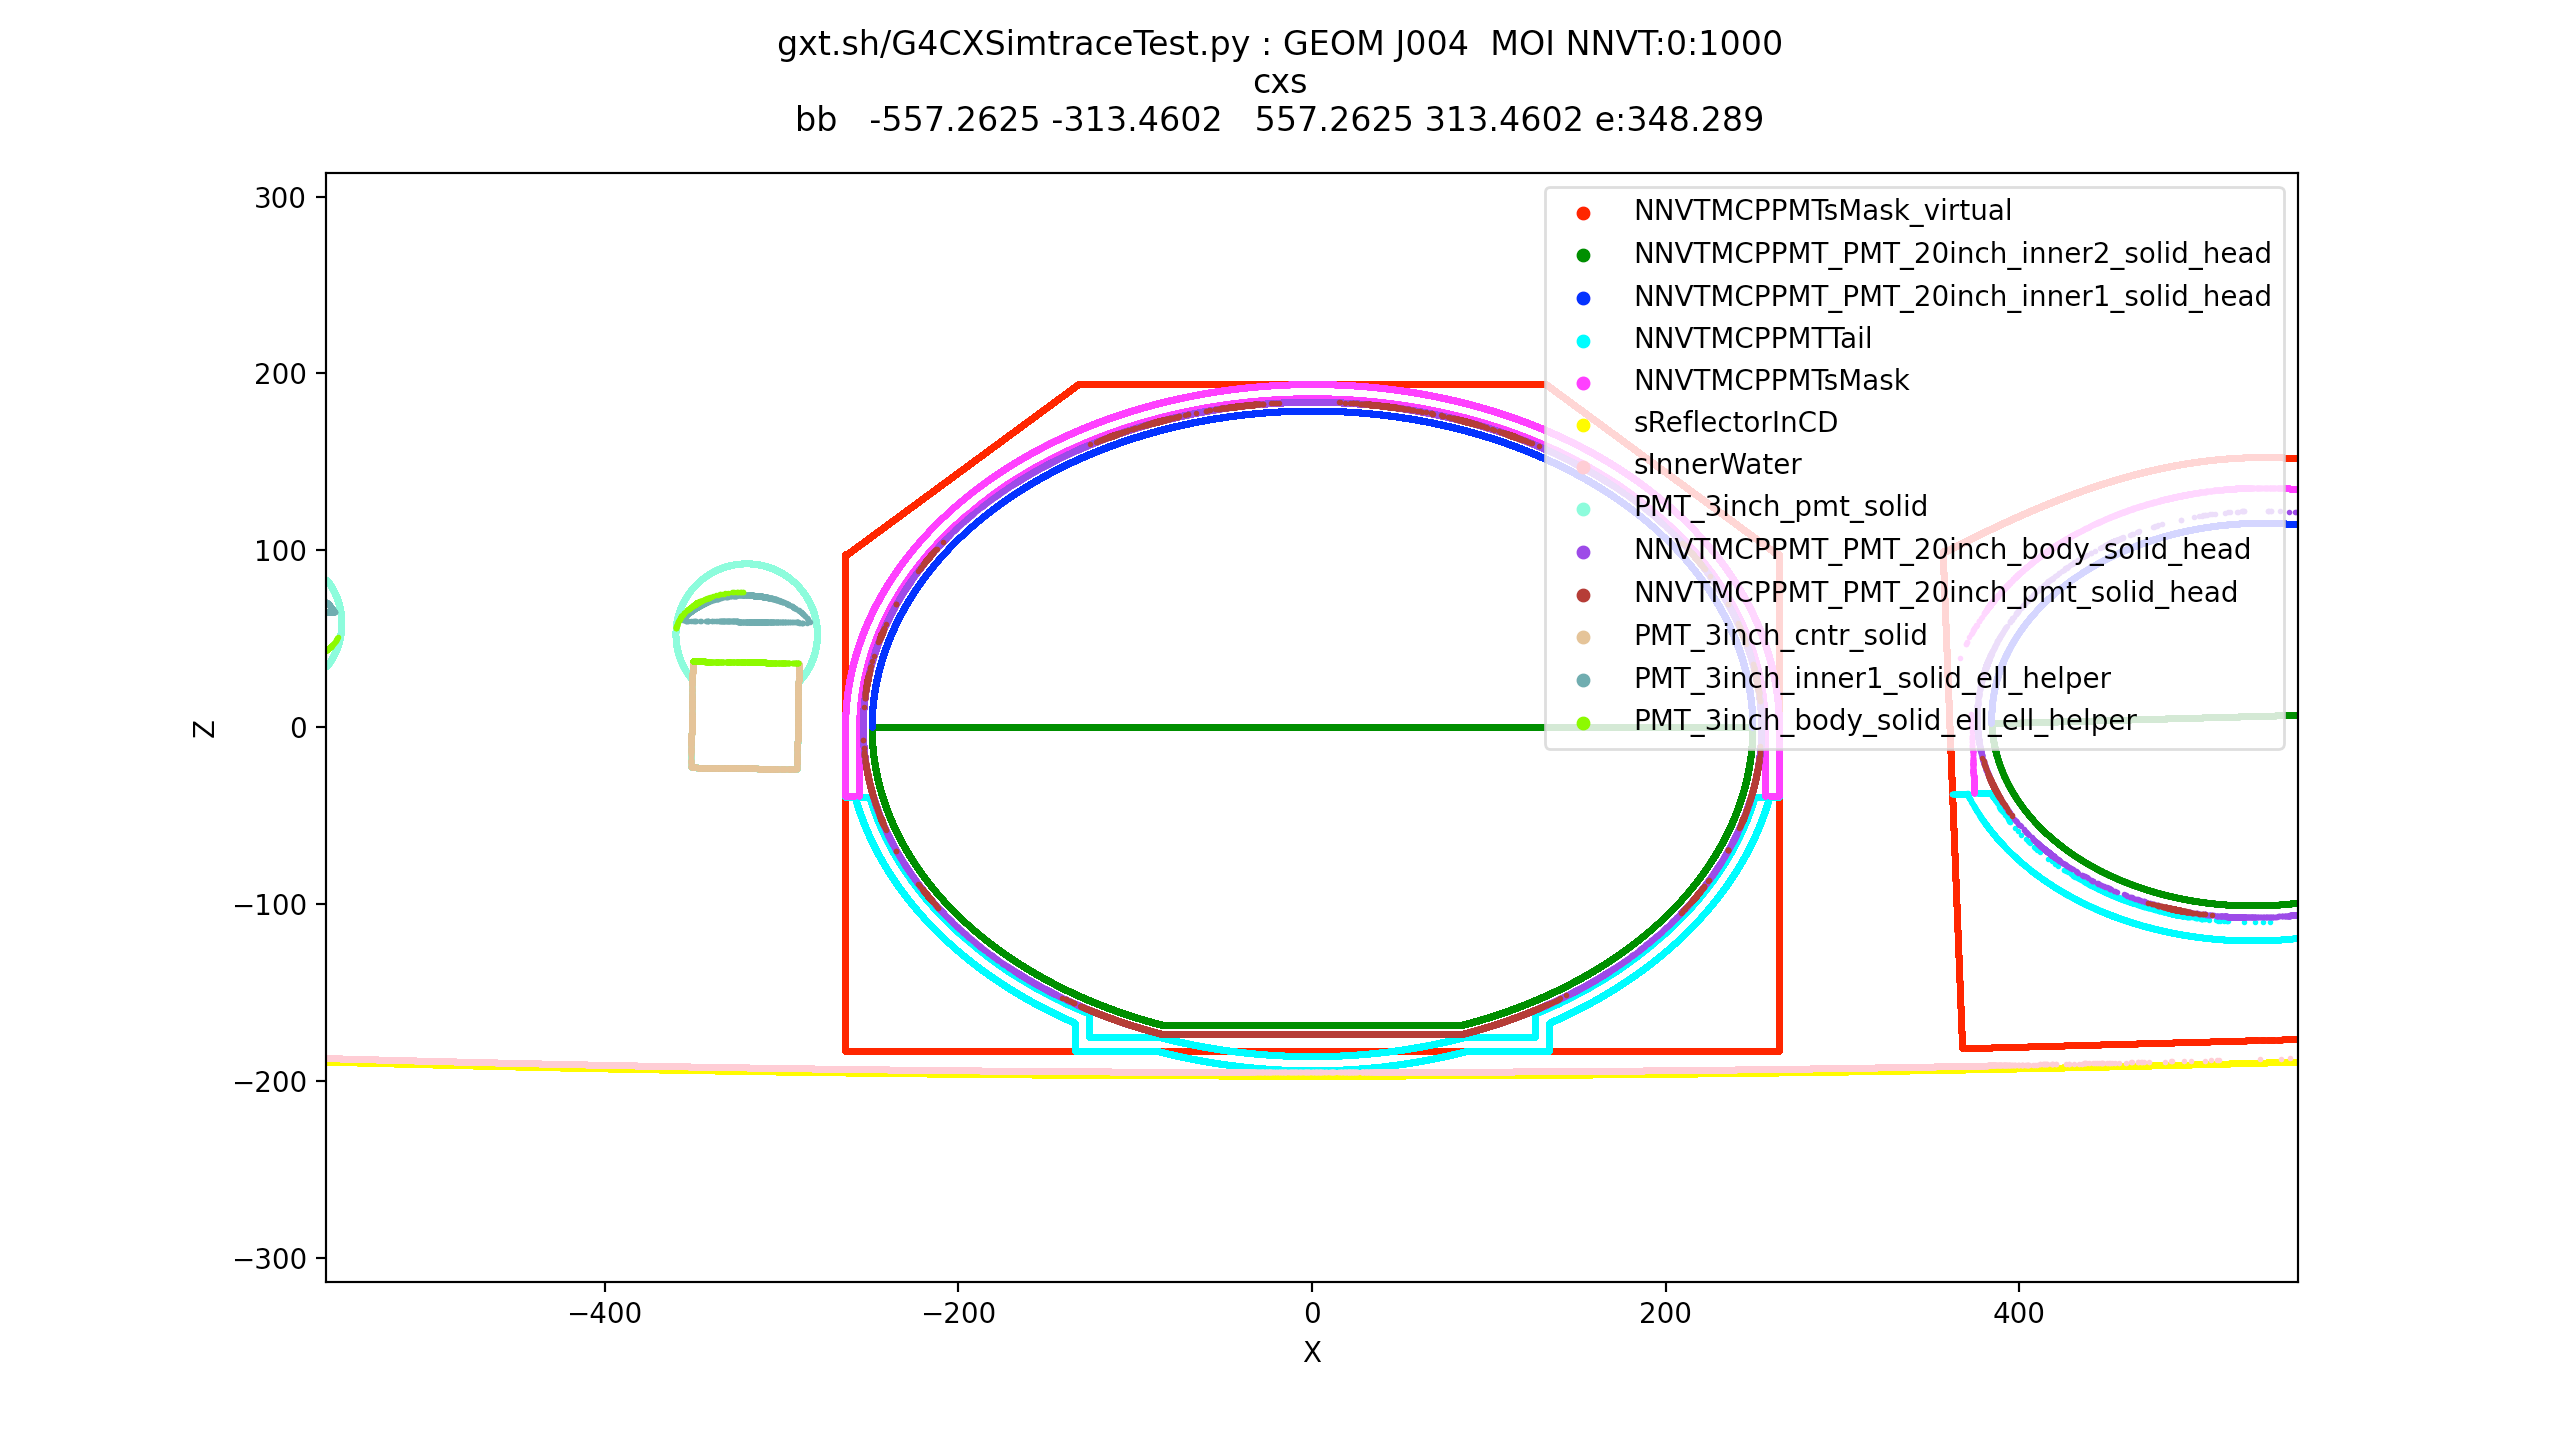 gxt.sh/G4CXSimtraceTest.py : GEOM J004  MOI NNVT:0:1000
cxs
bb   -557.2625 -313.4602   557.2625 313.4602 e:348.289
NNVTMCPPMTsMask_virtual
NNVTMCPPMT_PMT_20inch_inner2_solid_head
NNVTMCPPMT_PMT_20inch_inner1_solid_head
NNVTMCPPMTTail
NNVTMCPPMTsMask
sReflectorInCD
sInnerWater
PMT_3inch_pmt_solid
NNVTMCPPMT_PMT_20inch_body_solid_head
NNVTMCPPMT_PMT_20inch_pmt_solid_head
PMT_3inch_cntr_solid
PMT_3inch_inner1_solid_ell_helper
PMT_3inch_body_solid_ell_ell_helper
Z
300
200
100
0
−100
−200
−300
−400 −200 0 200 400
X